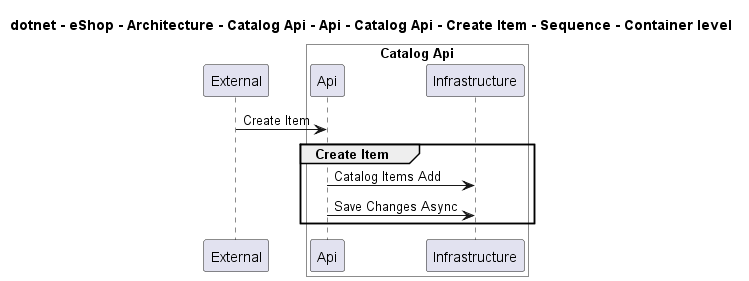 dotnet - eShop - Architecture - Catalog Api - Api - Catalog Api - Create Item - Sequence - Container level
Catalog Api
External
Api
Infrastructure
Create Item
Create Item
Catalog Items Add
Save Changes Async
External
Api
Infrastructure